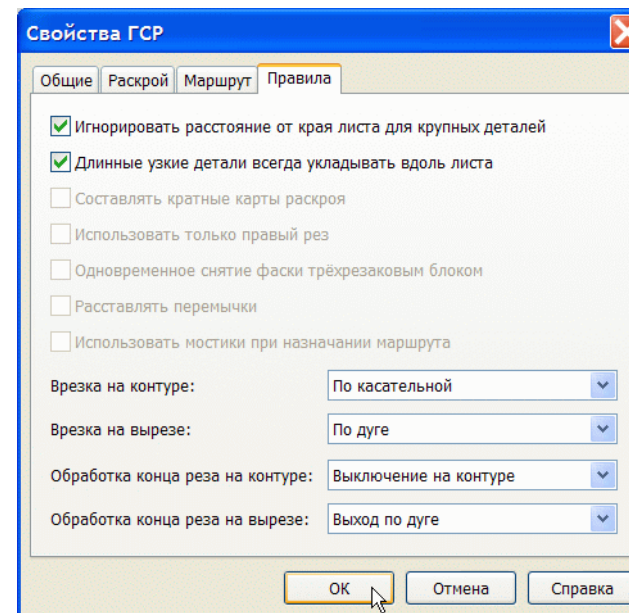 Свойства ГСР
Общие Раскрой Маршрут Правила
Игнорировать расстояние от края листа для крупных деталей
Длинные узкие детали всегда укладывать вдоль листа
Составлять кратные карты раскроя
Использовать только правый рез
Одновременное снятие фаски трёхрезаковым блоком
Расставлять перемычки
Использовать мостики при назначании маршрута
Врезка на контуре: По касательной
Врезка на вырезе: По дуге
Обработка конца реза на контуре: Выключение на контуре
Обработка конца реза на вырезе: Выход по дуге
ОК Отмена Справка